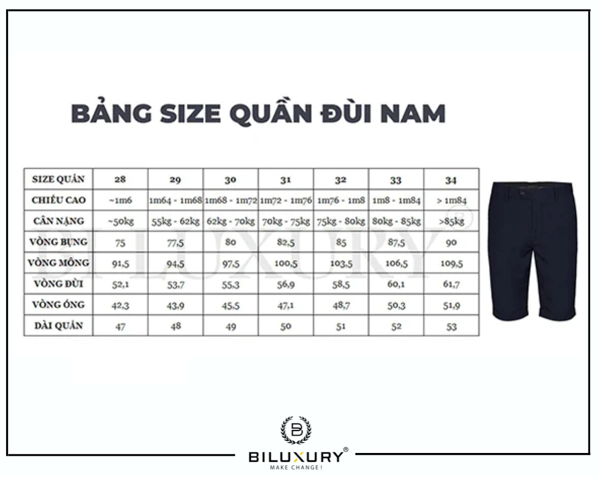 BẢNG SIZE QUẦN ĐÙI NAM
SIZE QUẦN 28 29 30 31 32 33 34
CHIỀU CAO ~1m6 1m64 - 1m68 1m68 - 1m72 1m72 - 1m76 1m76 - 1m8 1m8 - 1m84 > 1m84
CÂN NẶNG ~50kg 55kg - 62kg 62kg - 70kg 70kg - 75kg 75kg - 80kg 80kg - 85kg >85kg
VÒNG BỤNG 75 77,5 80 82,5 85 87,5 90
VÒNG MÔNG 91,5 94,5 97,5 100,5 103,5 106,5 109,5
VÒNG ĐÙI 52,1 53,7 55,3 56,9 58,5 60,1 61,7
VÒNG ỐNG 42,3 43,9 45,5 47,1 48,7 50,3 51,9
DÀI QUẦN 47 48 49 50 51 52 53
BILUXURY®
MAKE CHANGE!